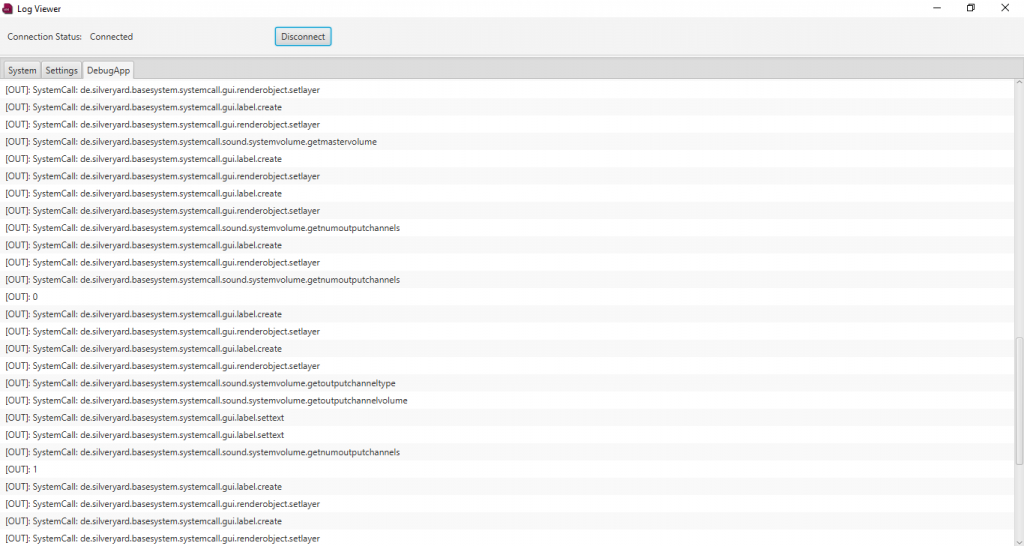 Log Viewer
Connection Status: Connected Disconnect
System Settings DebugApp
[OUT]: SystemCall: de.silveryard.basesystem.systemcall.gui.renderobject.setlayer
[OUT]: SystemCall: de.silveryard.basesystem.systemcall.gui.label.create
[OUT]: SystemCall: de.silveryard.basesystem.systemcall.gui.renderobject.setlayer
[OUT]: SystemCall: de.silveryard.basesystem.systemcall.sound.systemvolume.getmastervolume
[OUT]: SystemCall: de.silveryard.basesystem.systemcall.gui.label.create
[OUT]: SystemCall: de.silveryard.basesystem.systemcall.gui.renderobject.setlayer
[OUT]: SystemCall: de.silveryard.basesystem.systemcall.gui.label.create
[OUT]: SystemCall: de.silveryard.basesystem.systemcall.gui.renderobject.setlayer
[OUT]: SystemCall: de.silveryard.basesystem.systemcall.sound.systemvolume.getnumoutputchannels
[OUT]: SystemCall: de.silveryard.basesystem.systemcall.gui.label.create
[OUT]: SystemCall: de.silveryard.basesystem.systemcall.gui.renderobject.setlayer
[OUT]: SystemCall: de.silveryard.basesystem.systemcall.sound.systemvolume.getnumoutputchannels
[OUT]: 0
[OUT]: SystemCall: de.silveryard.basesystem.systemcall.gui.label.create
[OUT]: SystemCall: de.silveryard.basesystem.systemcall.gui.renderobject.setlayer
[OUT]: SystemCall: de.silveryard.basesystem.systemcall.gui.label.create
[OUT]: SystemCall: de.silveryard.basesystem.systemcall.gui.renderobject.setlayer
[OUT]: SystemCall: de.silveryard.basesystem.systemcall.sound.systemvolume.getoutputchanneltype
[OUT]: SystemCall: de.silveryard.basesystem.systemcall.sound.systemvolume.getoutputchannelvolume
[OUT]: SystemCall: de.silveryard.basesystem.systemcall.gui.label.settext
[OUT]: SystemCall: de.silveryard.basesystem.systemcall.gui.label.settext
[OUT]: SystemCall: de.silveryard.basesystem.systemcall.sound.systemvolume.getnumoutputchannels
[OUT]: 1
[OUT]: SystemCall: de.silveryard.basesystem.systemcall.gui.label.create
[OUT]: SystemCall: de.silveryard.basesystem.systemcall.gui.renderobject.setlayer
[OUT]: SystemCall: de.silveryard.basesystem.systemcall.gui.label.create
[OUT]: SystemCall: de.silveryard.basesystem.systemcall.gui.renderobject.setlayer